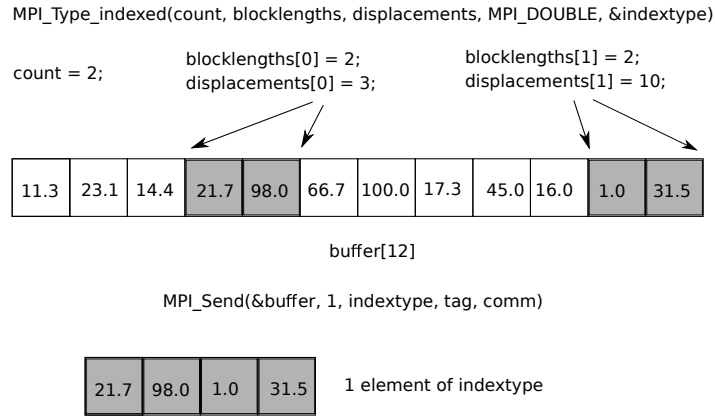 MPI_Type_indexed(count, blocklengths, displacements, MPI_DOUBLE, &indextype)
count = 2;
blocklengths[0] = 2;
displacements[0] = 3;
blocklengths[1] = 2;
displacements[1] = 10;
11.3 23.1 14.4 21.7 98.0 66.7 100.0 17.3 45.0 16.0 1.0 31.5
buffer[12]
MPI_Send(&buffer, 1, indextype, tag, comm)
21.7 98.0 1.0 31.5 1 element of indextype